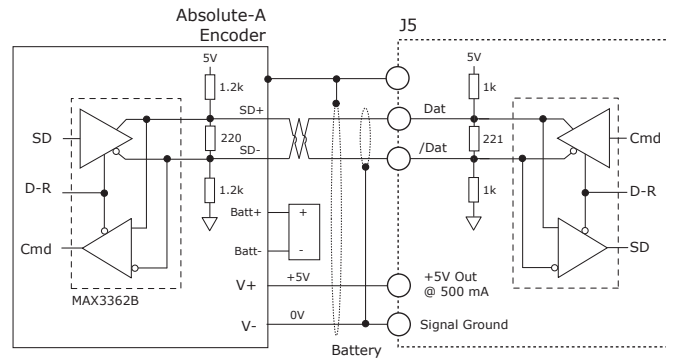 Absolute-A
Encoder
J5
5V
1.2k
SD+
220
SD-
1.2k
SD
D-R
Cmd
MAX3362B
Batt+
+
Batt-
-
V+
+5V
V-
0V
Battery
5V
1k
Dat
221
/Dat
1k
Cmd
D-R
SD
+5V Out
@ 500 mA
Signal Ground